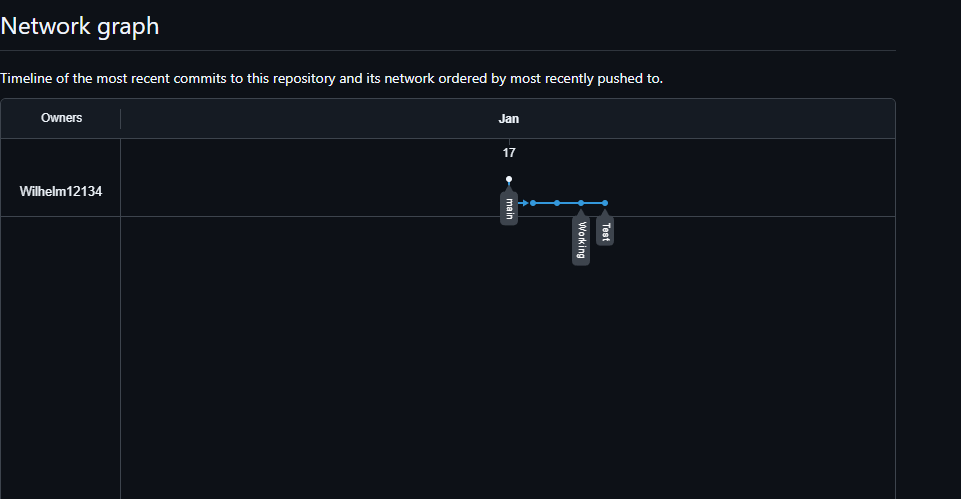 Network graph
Timeline of the most recent commits to this repository and its network ordered by most recently pushed to.
Owners
Jan
17
Wilhelm12134
main
Working
Test